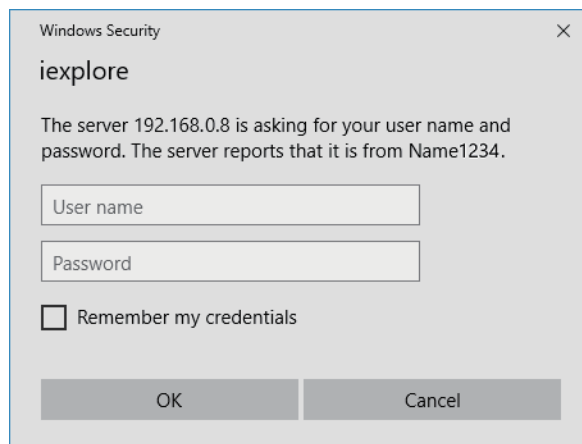 Windows Security
iexplore
The server 192.168.0.8 is asking for your user name and
password. The server reports that it is from Name1234.
User name
Password
Remember my credentials
OK
Cancel